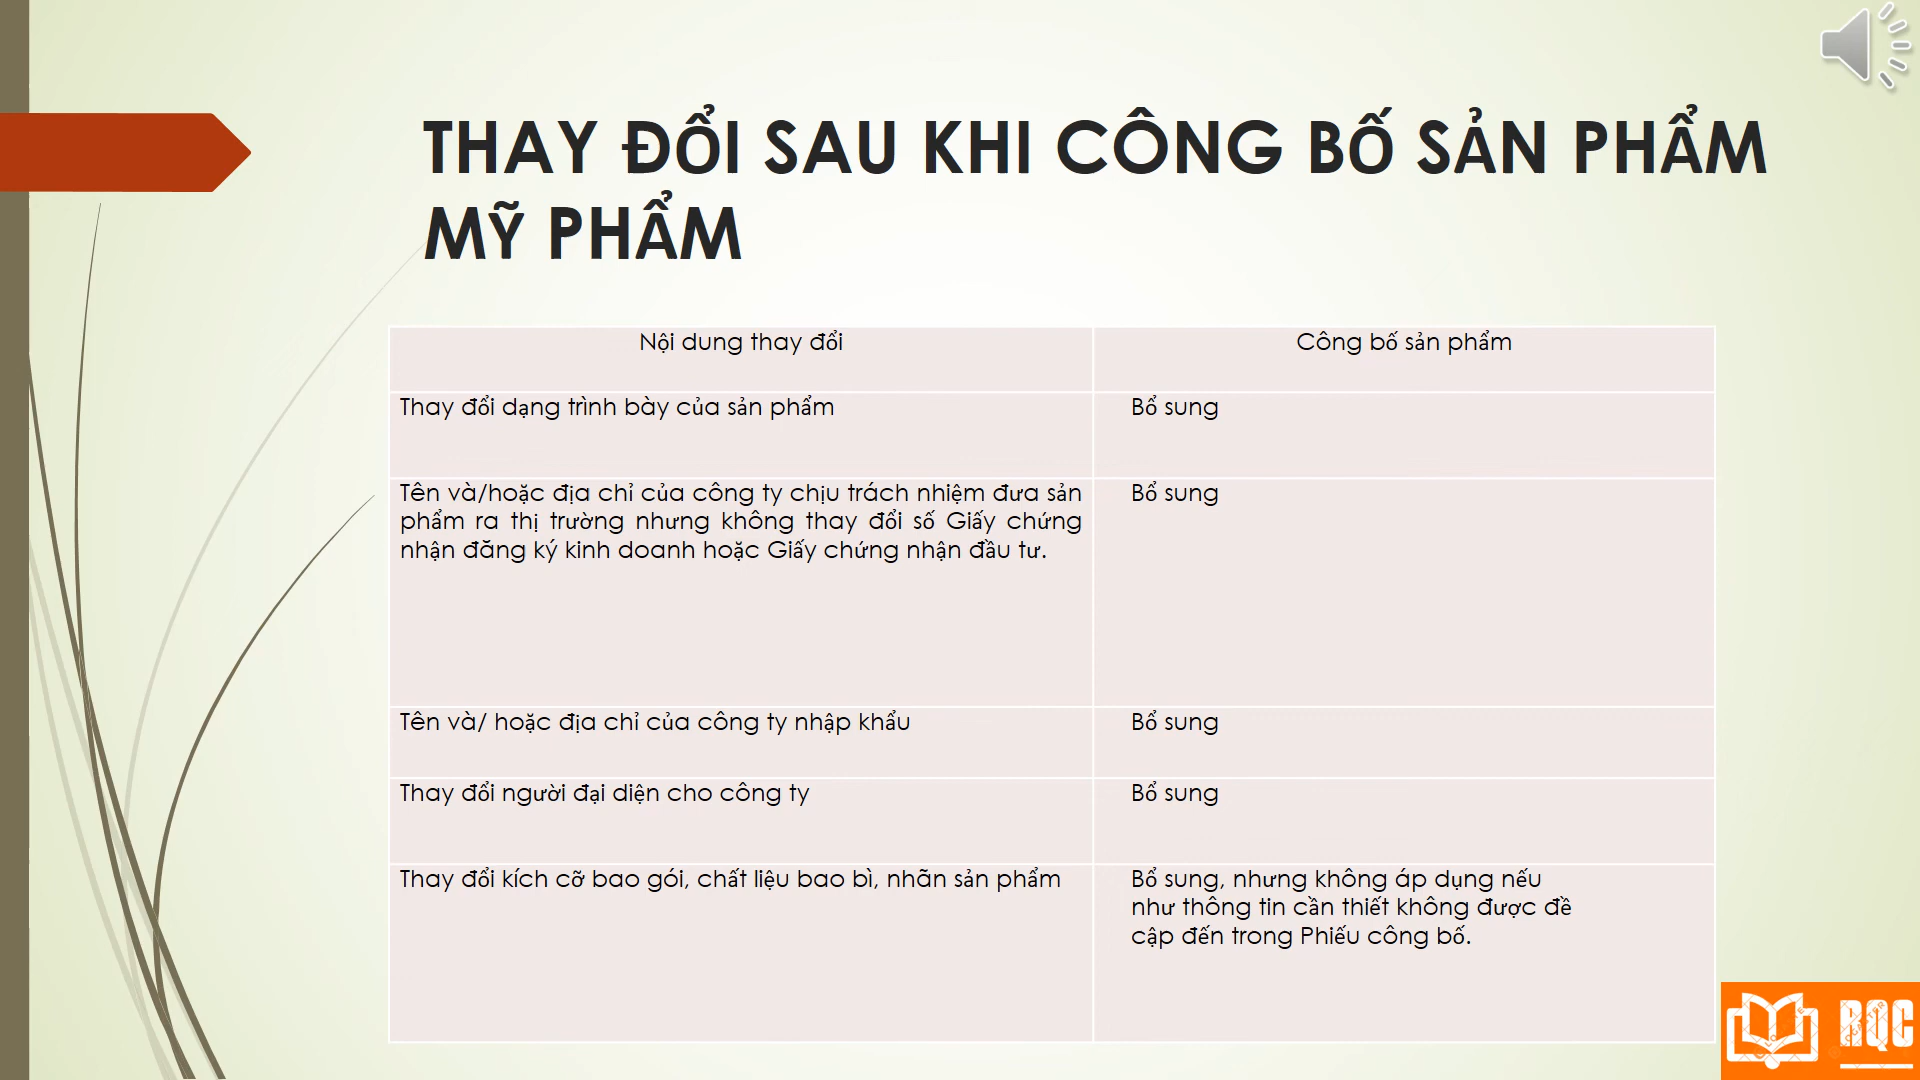 THAY ĐỔI SAU KHI CÔNG BỐ SẢN PHẨM
MỸ PHẨM
Nội dung thay đổi
Công bố sản phẩm
Thay đổi dạng trình bày của sản phẩm
Bổ sung
Tên và/hoặc địa chỉ của công ty chịu trách nhiệm đưa sản
phẩm ra thị trường nhưng không thay đổi số Giấy chứng
nhận đăng ký kinh doanh hoặc Giấy chứng nhận đầu tư.
Bổ sung
Tên và/ hoặc địa chỉ của công ty nhập khẩu
Bổ sung
Thay đổi người đại diện cho công ty
Bổ sung
Thay đổi kích cỡ bao gói, chất liệu bao bì, nhãn sản phẩm
Bổ sung, nhưng không áp dụng nếu
như thông tin cần thiết không được đề
cập đến trong Phiếu công bố.
RQC